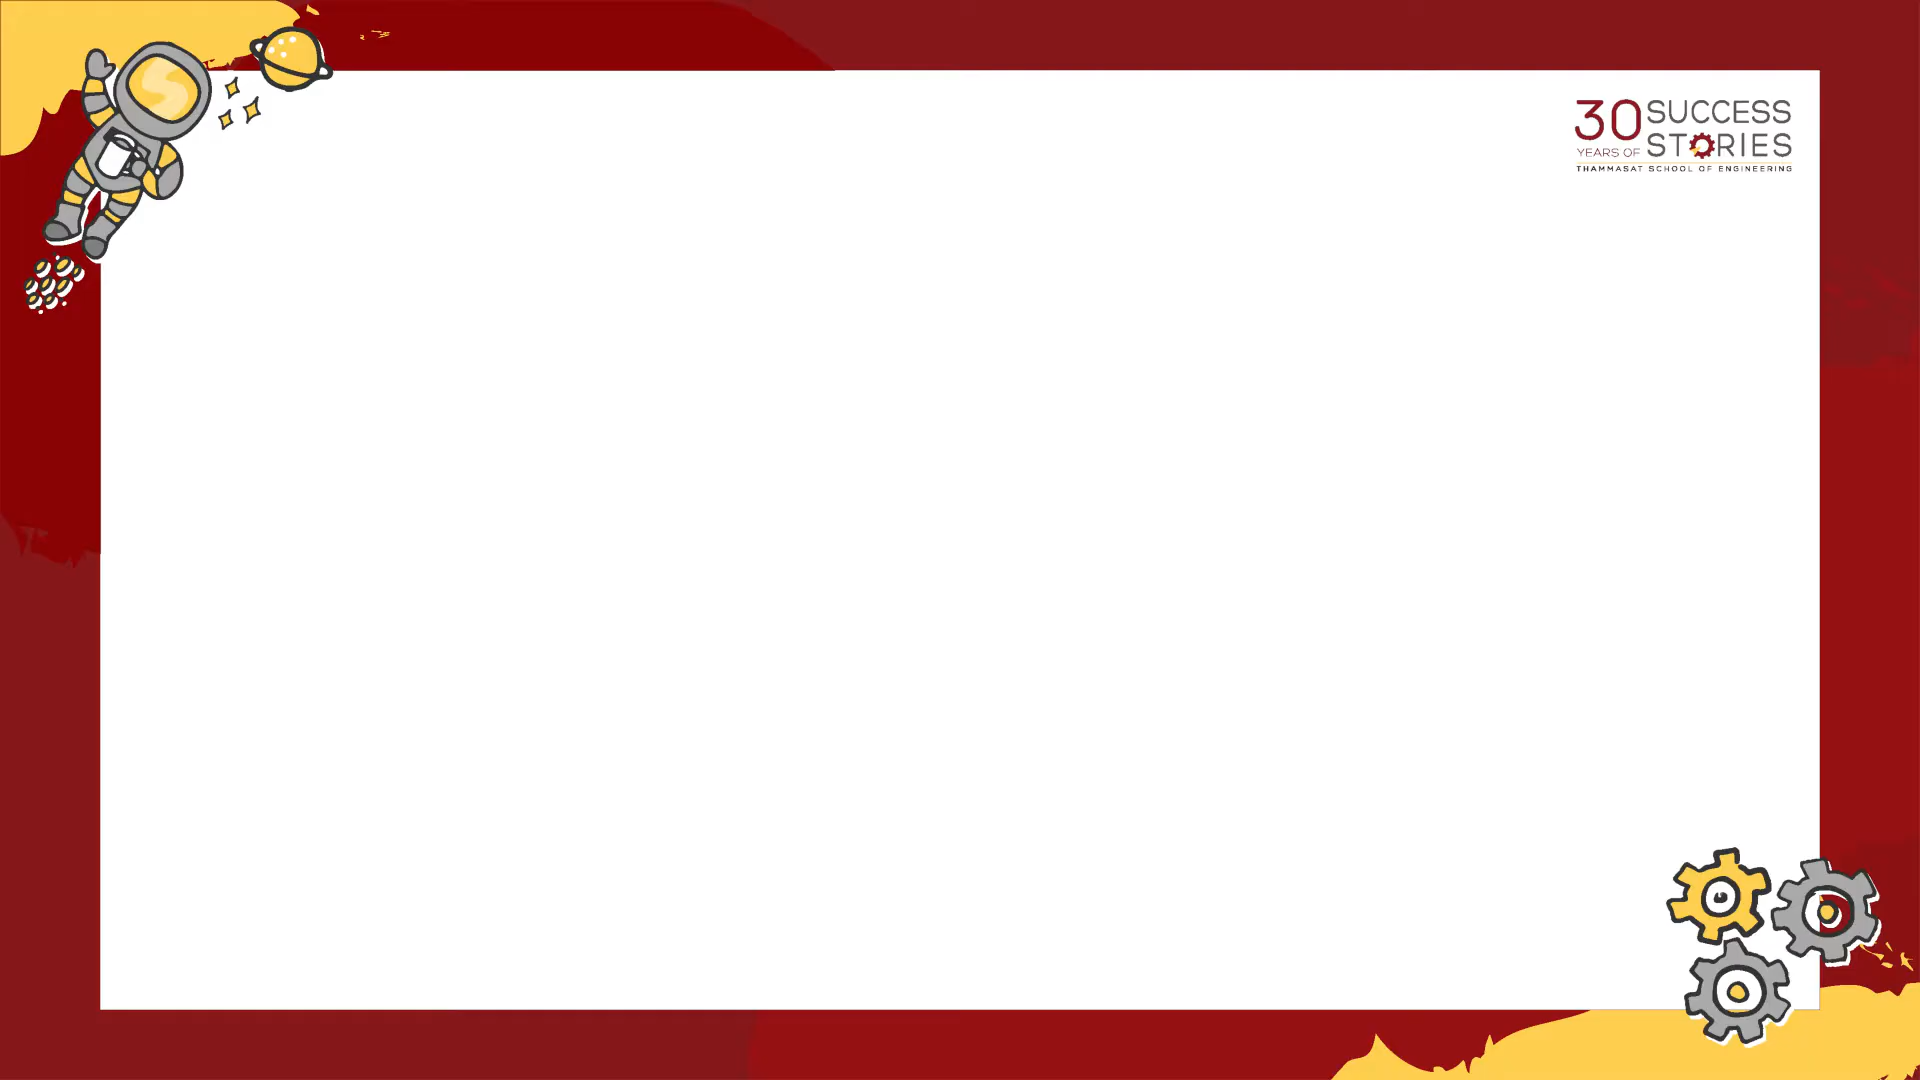 30 SUCCESS
YEARS OF STORIES
THAMMASAT SCHOOL OF ENGINEERING